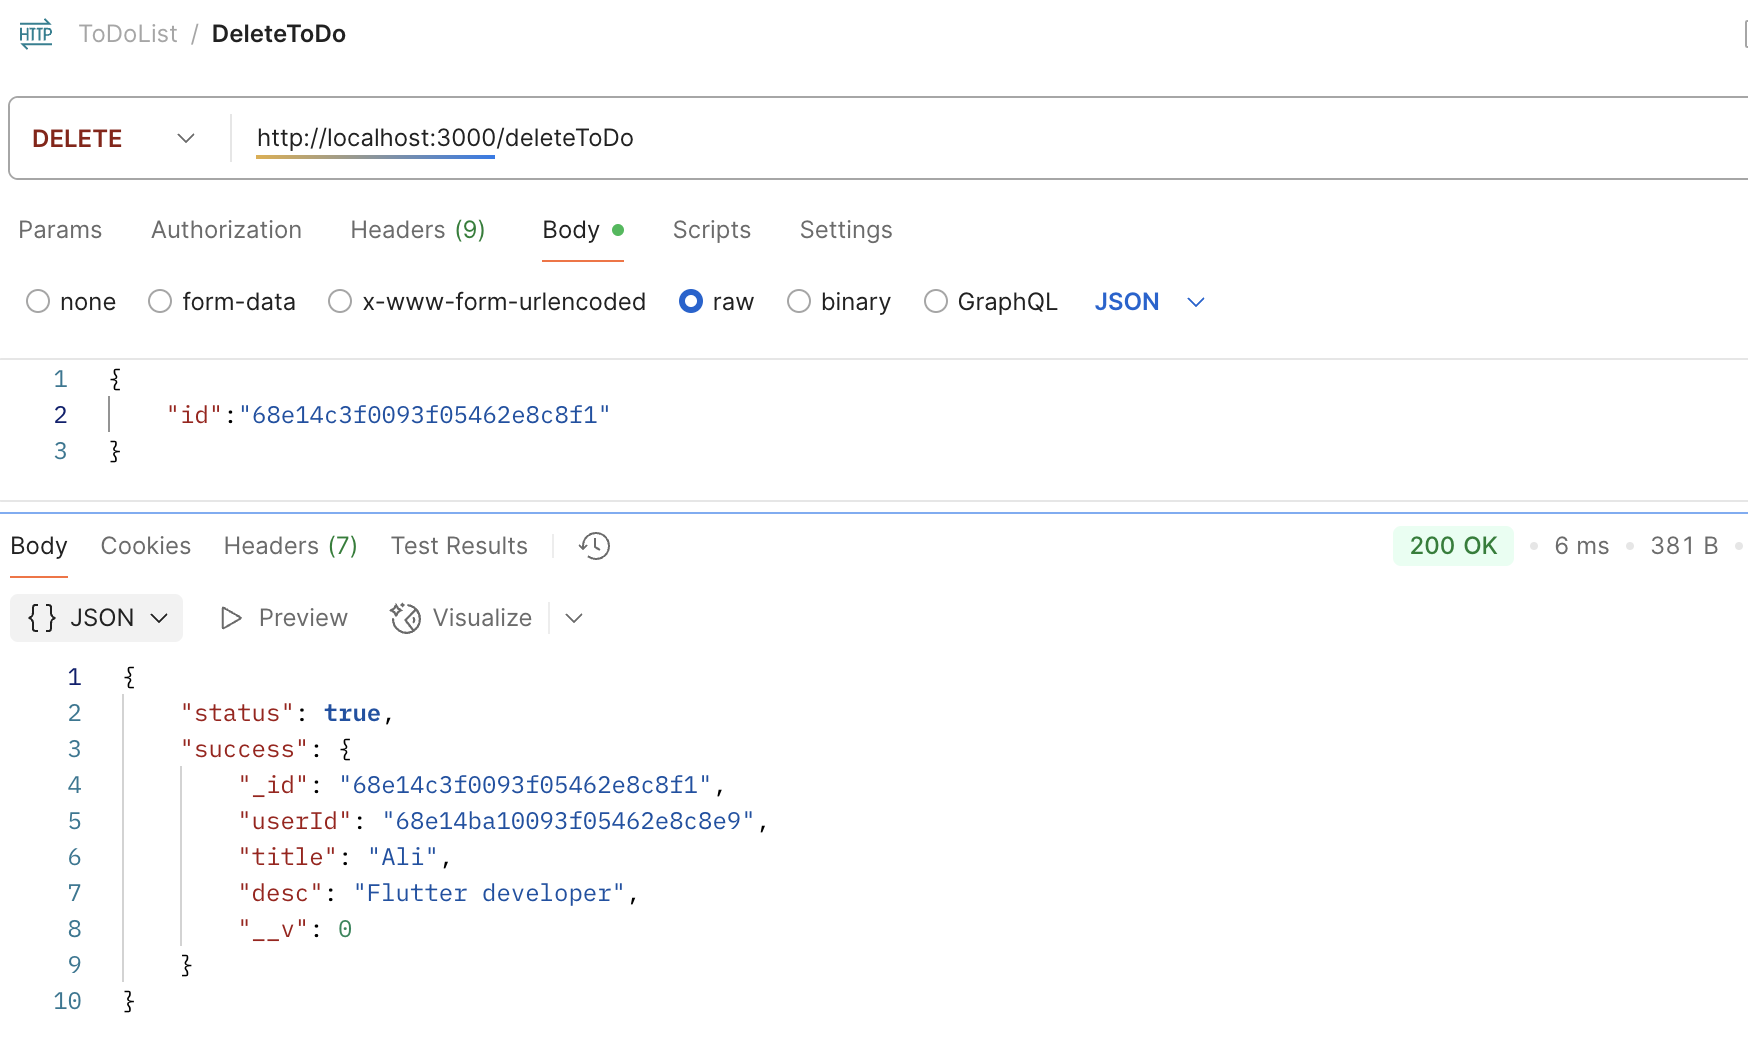 HTTP ToDoList / DeleteToDo
DELETE http://localhost:3000/deleteToDo
Params Authorization Headers (9) Body Scripts Settings
none form-data x-www-form-urlencoded raw binary GraphQL JSON
1 {
2 "id":"68e14c3f0093f05462e8c8f1"
3 }
Body Cookies Headers (7) Test Results 200 OK • 6 ms • 381 B •
{} JSON Preview Visualize
1 {
2 "status": true,
3 "success": {
4 "_id": "68e14c3f0093f05462e8c8f1",
5 "userId": "68e14ba10093f05462e8c8e9",
6 "title": "Ali",
7 "desc": "Flutter developer",
8 "__v": 0
9 }
10 }